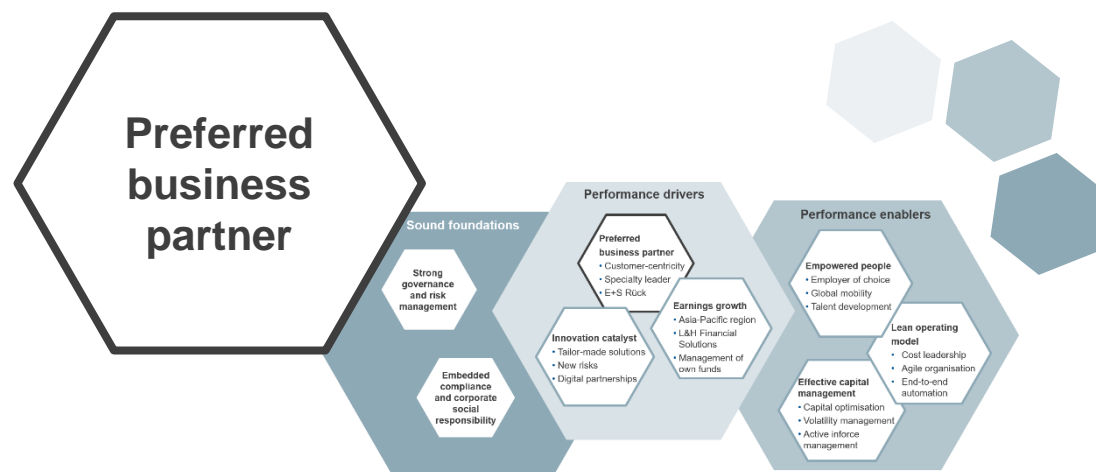 Preferred
business
partner
Sound foundations
Strong
governance
and risk
management
Embedded
compliance
and corporate
social
responsibility
Performance drivers
Preferred
business partner
• Customer-centricity
• Specialty leader
• E+S Rück
Earnings growth
• Asia-Pacific region
• L&H Financial
Solutions
• Management of
own funds
Innovation catalyst
• Tailor-made solutions
• New risks
• Digital partnerships
Performance enablers
Empowered people
• Employer of choice
• Global mobility
• Talent development
Lean operating
model
• Cost leadership
• Agile organisation
• End-to-end
automation
Effective capital
management
• Capital optimisation
• Volatility management
• Active inforce
management